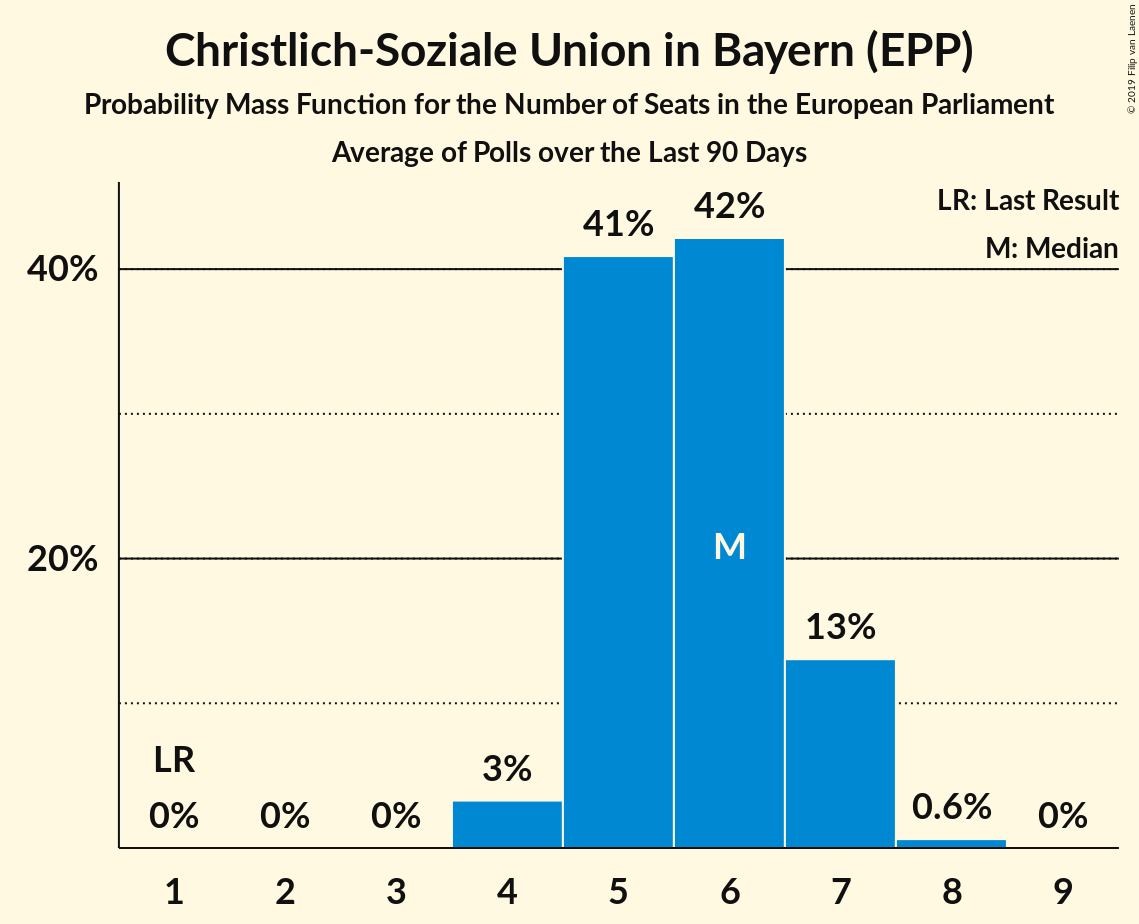 Christlich-Soziale Union in Bayern (EPP)
Probability Mass Function for the Number of Seats in the European Parliament
Average of Polls over the Last 90 Days
© 2019 Filip van Laenen
LR: Last Result
M: Median
40%
20%
LR
0%
0%
0%
3%
41%
42%
M
13%
0.6%
0%
1 2 3 4 5 6 7 8 9